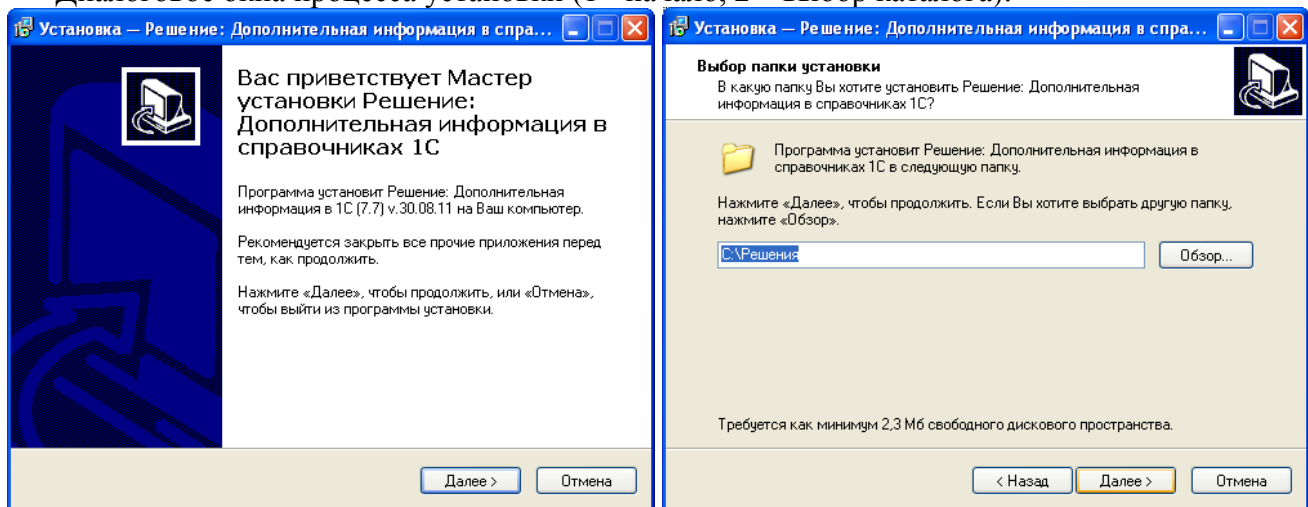 Диалоговое окна процесса установки (1 - начало, 2 – Выбор каталога).
Установка — Решение: Дополнительная информация в спра...
Вас приветствует Мастер
установки Решение:
Дополнительная информация в
справочниках 1С
Программа установит Решение: Дополнительная
информация в 1С (7.7) v.30.08.11 на Ваш компьютер.
Рекомендуется закрыть все прочие приложения перед
тем, как продолжить.
Нажмите «Далее», чтобы продолжить, или «Отмена»,
чтобы выйти из программы установки.
Далее >
Отмена
Установка — Решение: Дополнительная информация в спра...
Выбор папки установки
В какую папку Вы хотите установить Решение: Дополнительная
информация в справочниках 1С?
Программа установит Решение: Дополнительная информация в
справочниках 1С в следующую папку.
Нажмите «Далее», чтобы продолжить. Если Вы хотите выбрать другую папку,
нажмите «Обзор».
C:\Решения
Обзор...
Требуется как минимум 2,3 Мб свободного дискового пространства.
< Назад
Далее >
Отмена